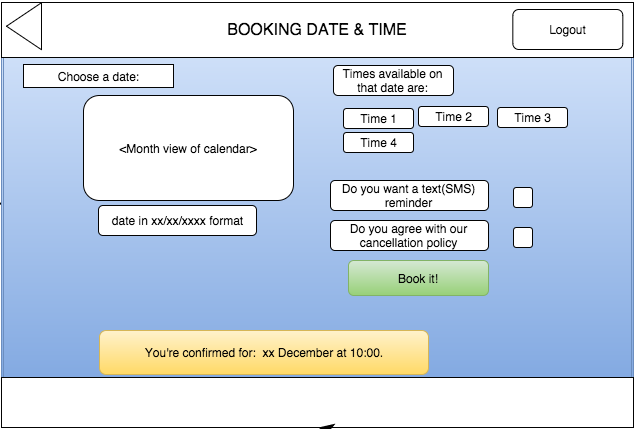 BOOKING DATE & TIME
Logout
Choose a date:
<Month view of calendar>
date in xx/xx/xxxx format
Times available on
that date are:
Time 1
Time 2
Time 3
Time 4
Do you want a text(SMS)
reminder
Do you agree with our
cancellation policy
Book it!
You're confirmed for:  xx December at 10:00.